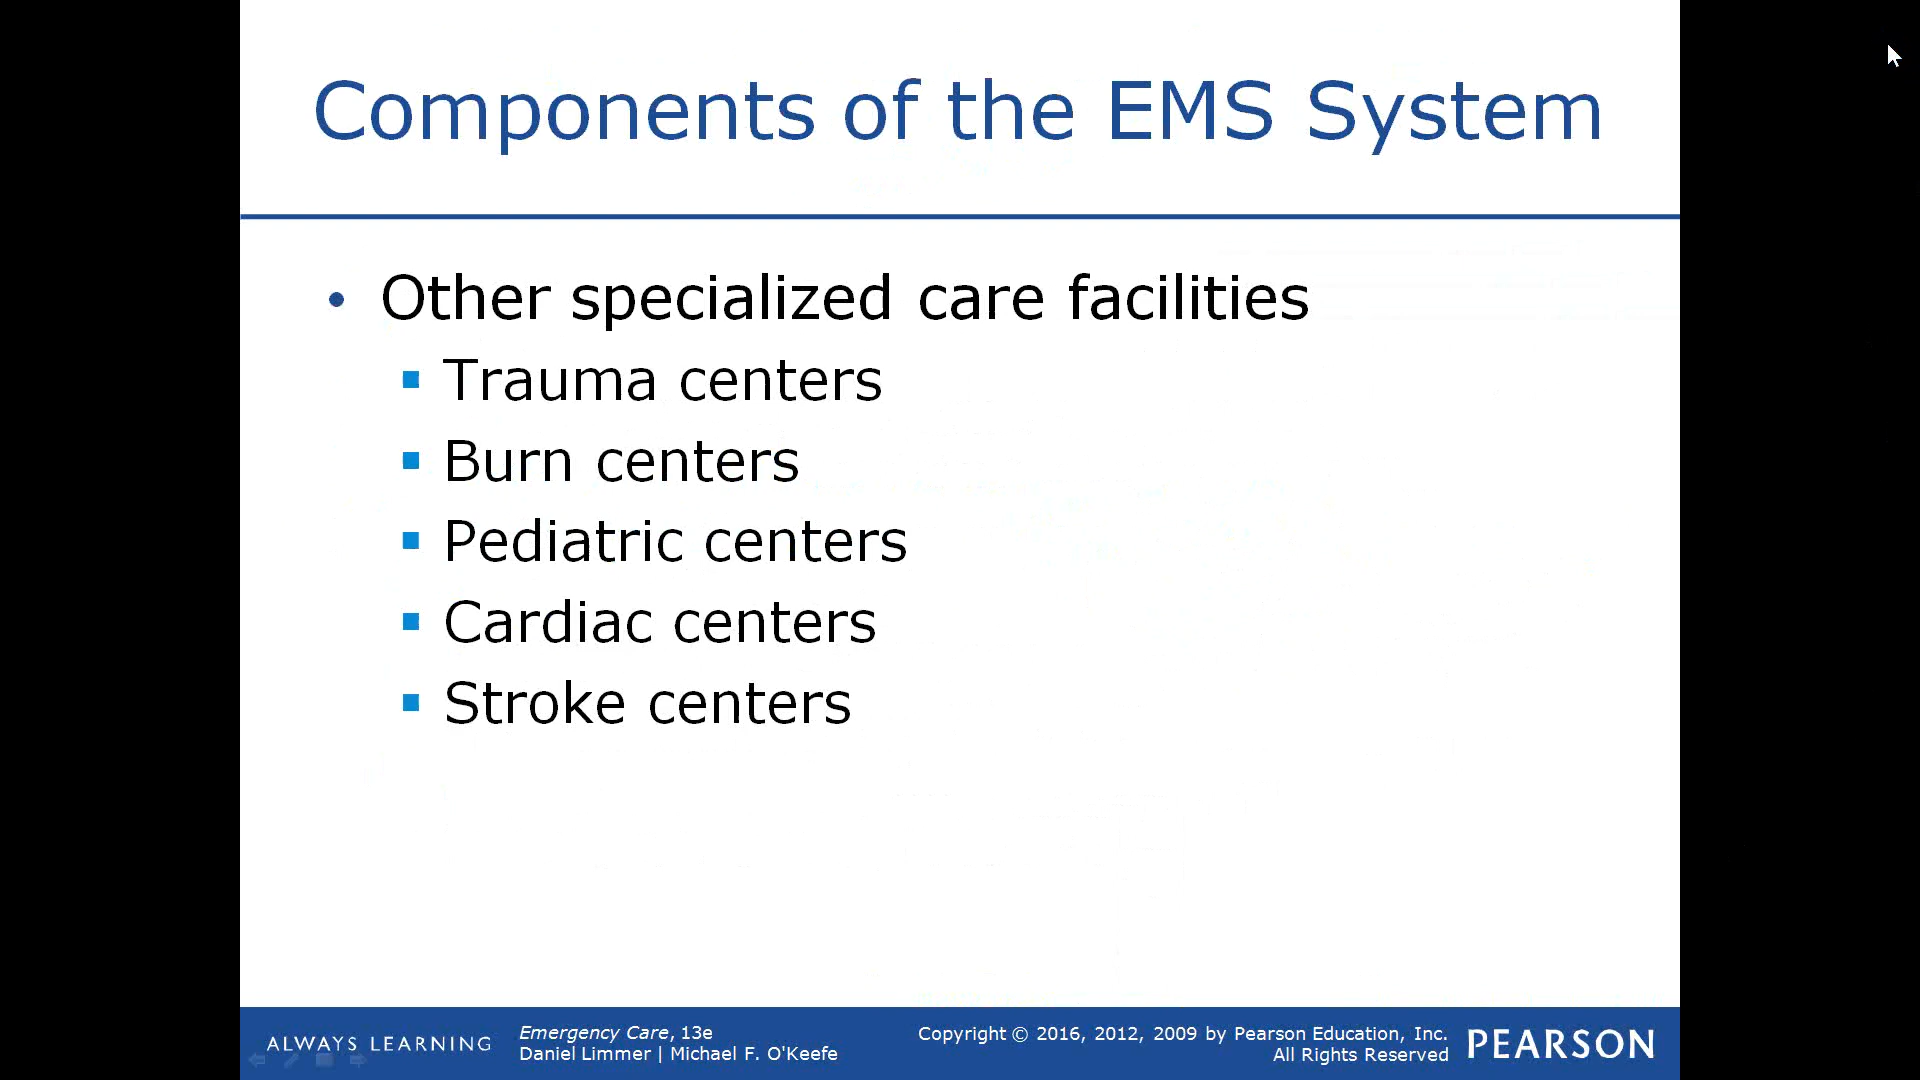 Components of the EMS System
• Other specialized care facilities
▪ Trauma centers
▪ Burn centers
▪ Pediatric centers
▪ Cardiac centers
▪ Stroke centers
ALWAYS LEARNING
Emergency Care, 13e
Daniel Limmer | Michael F. O'Keefe
Copyright © 2016, 2012, 2009 by Pearson Education, Inc.
All Rights Reserved
PEARSON